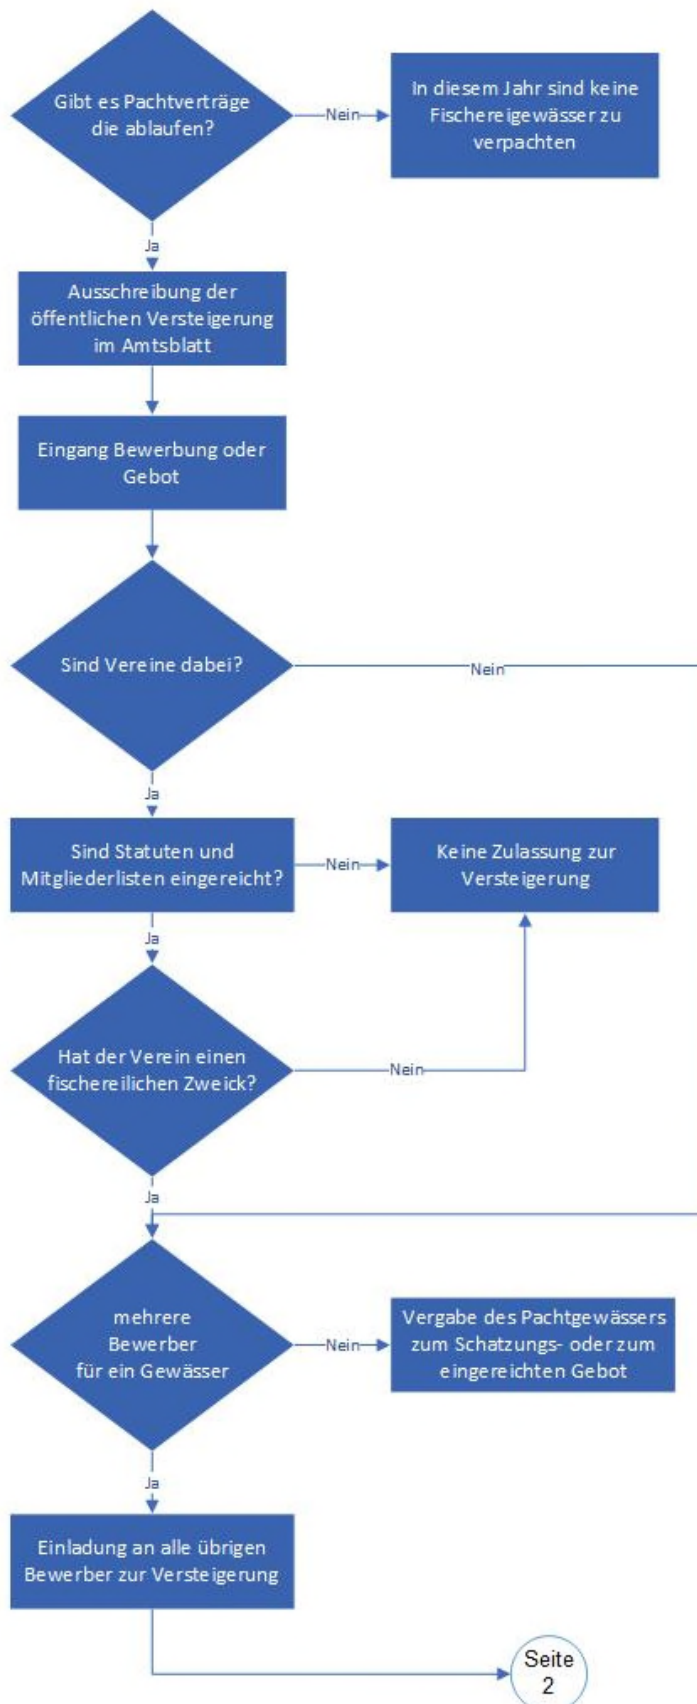 Gibt es Pachtverträge
die ablaufen?
Nein
In diesem Jahr sind keine
Fischereigewässer zu
verpachten
Ja
Ausschreibung der
öffentlichen Versteigerung
im Amtsblatt
Eingang Bewerbung oder
Gebot
Sind Vereine dabei?
Nein
Ja
Sind Statuten und
Mitgliederlisten eingereicht?
Nein
Keine Zulassung zur
Versteigerung
Ja
Hat der Verein einen
fischereilichen Zweick?
Nein
Ja
mehrere
Bewerber
für ein Gewässer
Nein
Vergabe des Pachtgewässers
zum Schatzungs- oder zum
eingereichten Gebot
Ja
Einladung an alle übrigen
Bewerber zur Versteigerung
Seite
2